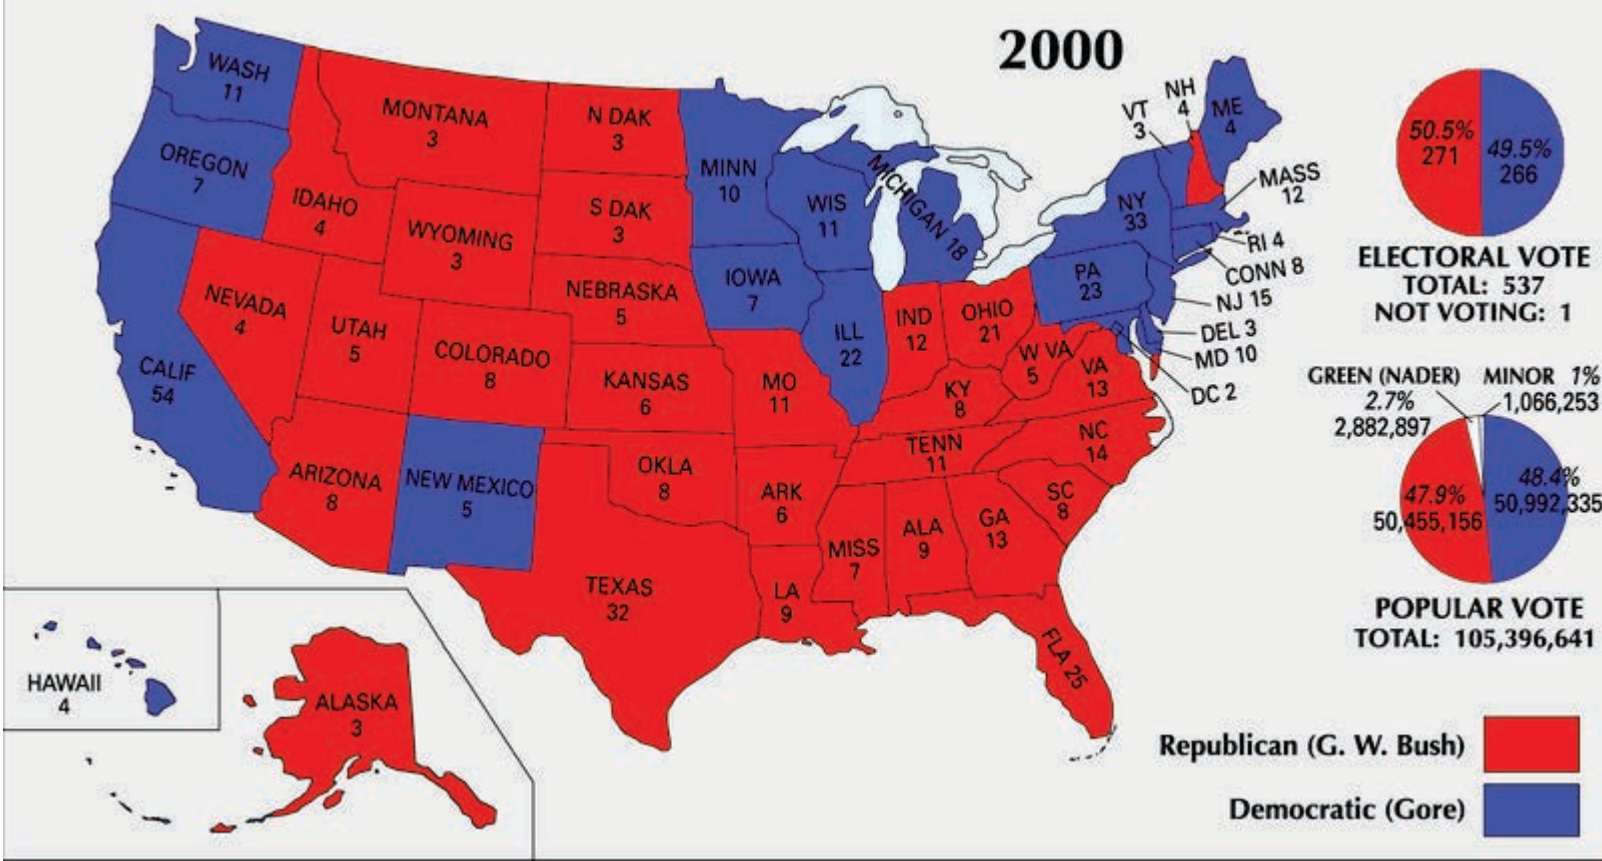 2000
WASH
11
OREGON
7
CALIF
54
IDAHO
4
NEVADA
4
MONTANA
3
WYOMING
3
UTAH
5
COLORADO
8
ARIZONA
8
NEW MEXICO
5
N DAK
3
S DAK
3
NEBRASKA
5
KANSAS
6
OKLA
8
TEXAS
32
MINN
10
IOWA
7
MO
11
ARK
6
LA
9
WIS
11
ILL
22
MICHIGAN 18
IND
12
OHIO
21
KY
8
TENN
11
MISS
7
ALA
9
GA
13
FLA 25
SC
8
NC
14
VA
13
W VA
5
PA
23
NY
33
VT
3
NH
4
ME
4
MASS
12
RI 4
CONN 8
NJ 15
DEL 3
MD 10
DC 2
HAWAII
4
ALASKA
3
50.5%
271
49.5%
266
ELECTORAL VOTE
TOTAL: 537
NOT VOTING: 1
GREEN (NADER)
2.7%
2,882,897
MINOR 1%
1,066,253
47.9%
50,455,156
48.4%
50,992,335
POPULAR VOTE
TOTAL: 105,396,641
Republican (G. W. Bush)
Democratic (Gore)